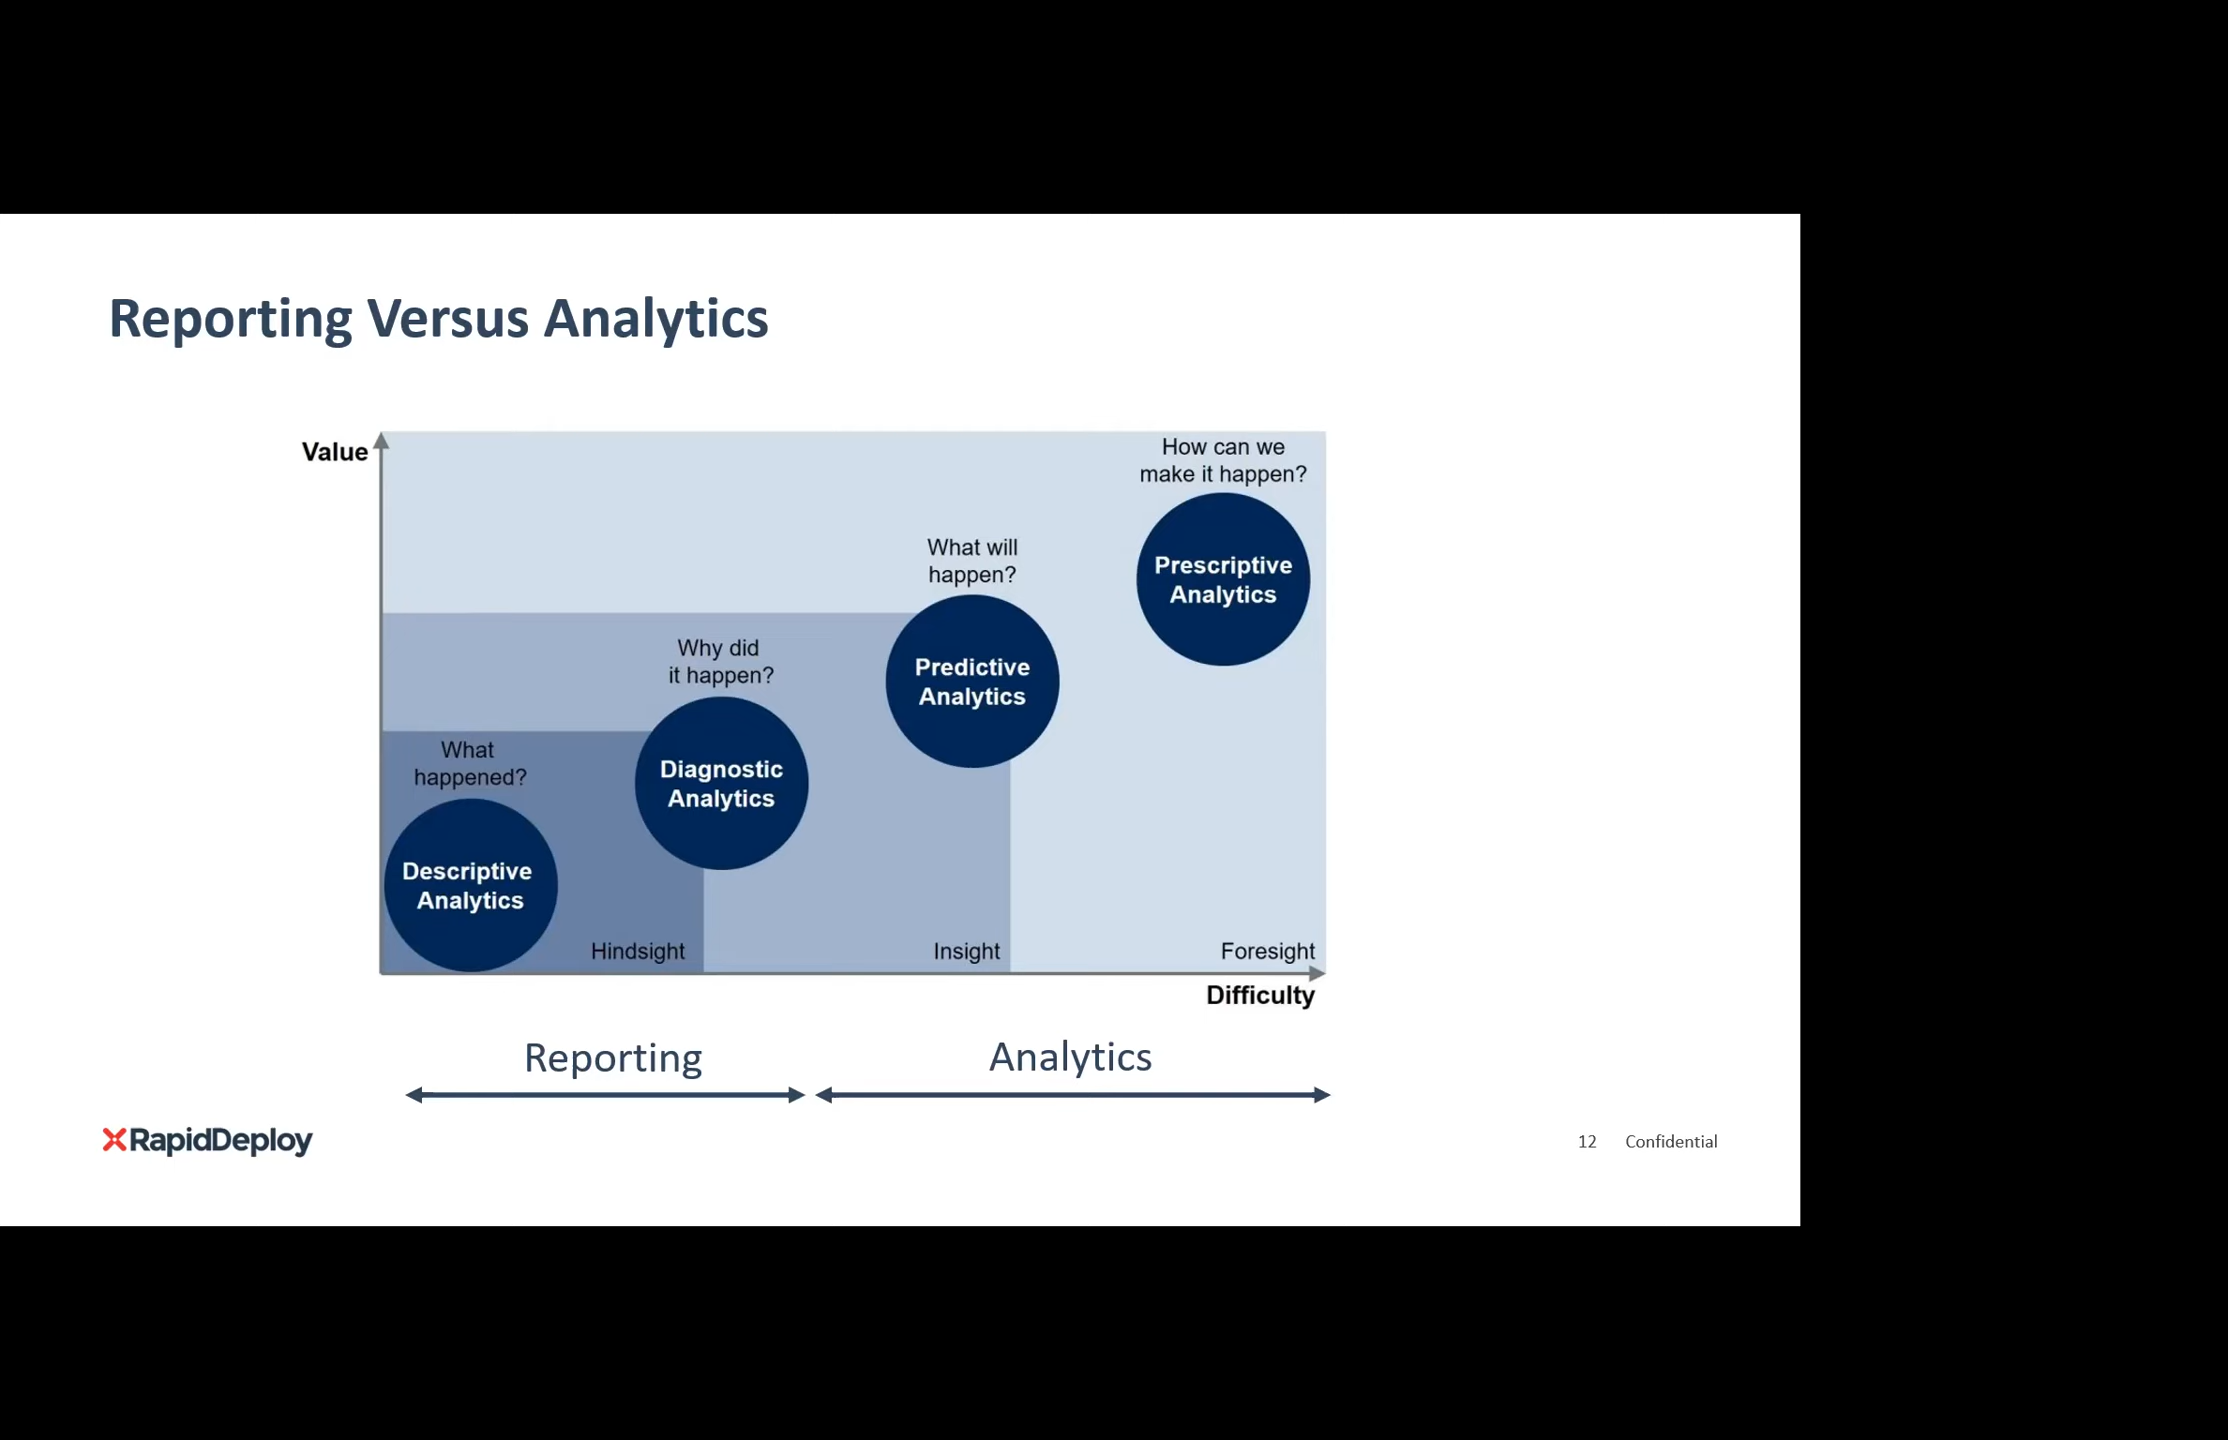 Reporting Versus Analytics
Value
How can we
make it happen?
Prescriptive
Analytics
What will
happen?
Predictive
Analytics
Why did
it happen?
Diagnostic
Analytics
What
happened?
Descriptive
Analytics
Hindsight
Insight
Foresight
Difficulty
Reporting
Analytics
RapidDeploy
12 Confidential